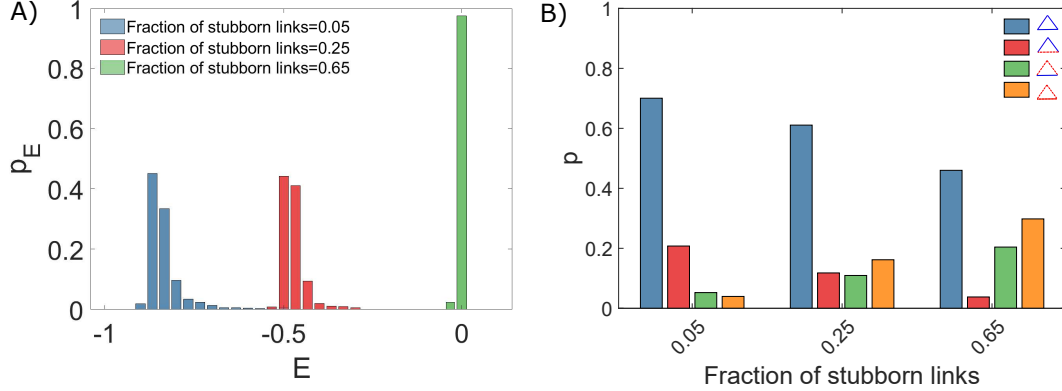 A)
Fraction of stubborn links=0.05
Fraction of stubborn links=0.25
Fraction of stubborn links=0.65
1
0.8
0.6
0.4
0.2
0
pE
-1
-0.5
0
E
B)
1
0.8
0.6
0.4
0.2
0
p
0.05
0.25
0.65
Fraction of stubborn links